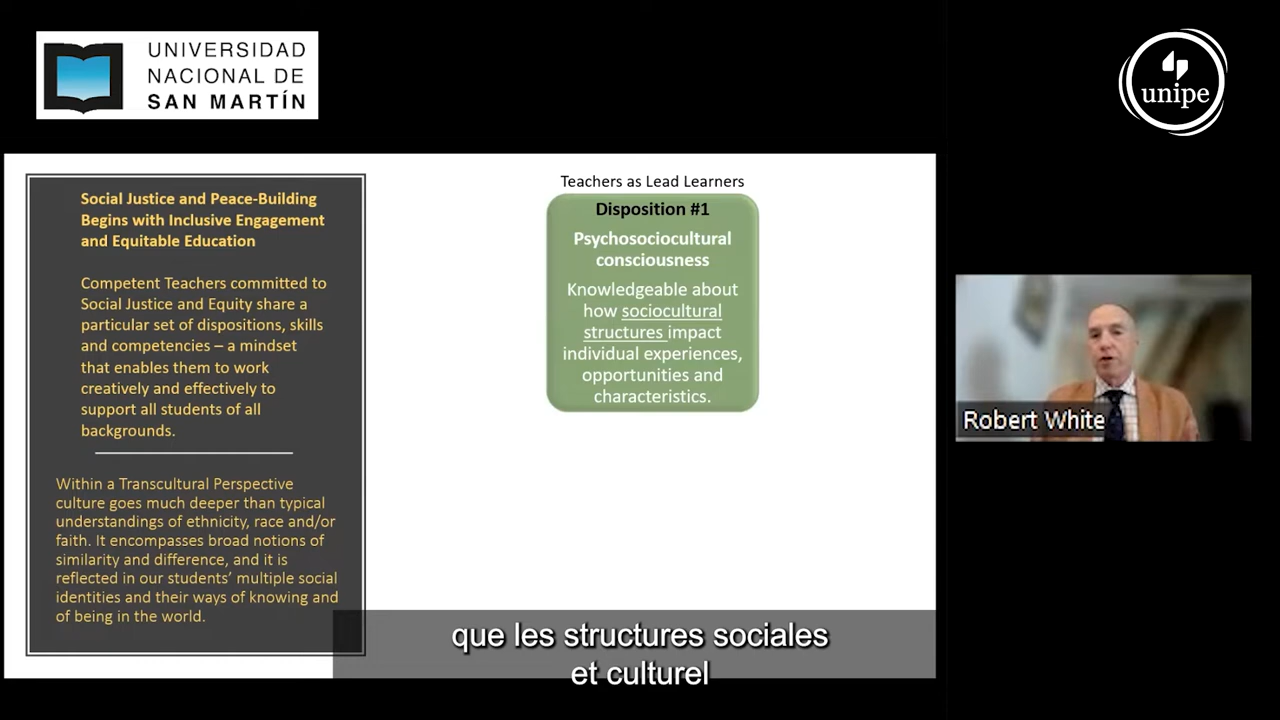 UNIVERSIDAD
NACIONAL DE
SAN MARTÍN
unipe
Social Justice and Peace-Building
Begins with Inclusive Engagement
and Equitable Education
Competent Teachers committed to
Social Justice and Equity share a
particular set of dispositions, skills
and competencies – a mindset
that enables them to work
creatively and effectively to
support all students of all
backgrounds.
Within a Transcultural Perspective
culture goes much deeper than typical
understandings of ethnicity, race and/or
faith. It encompasses broad notions of
similarity and difference, and it is
reflected in our students’ multiple social
identities and their ways of knowing and
of being in the world.
Teachers as Lead Learners
Disposition #1
Psychosociocultural
consciousness
Knowledgeable about
how sociocultural
structures impact
individual experiences,
opportunities and
characteristics.
Robert White
que les structures sociales
et culturel